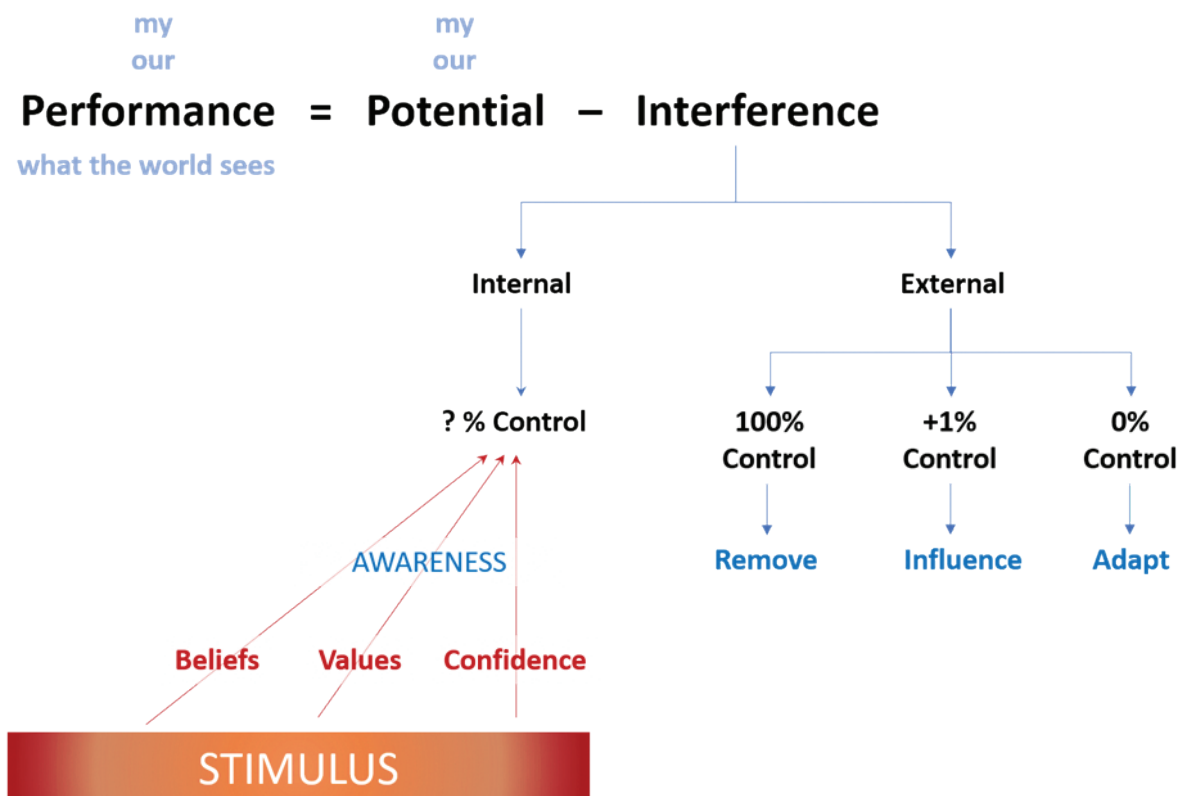 my my
our our
Performance = Potential – Interference
what the world sees
Internal External
? % Control 100% +1% 0%
Control Control Control
AWARENESS Remove Influence Adapt
Beliefs Values Confidence
STIMULUS